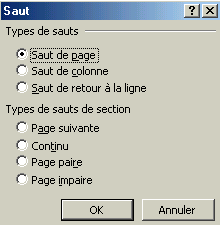 Saut
Types de sauts
Saut de page
Saut de colonne
Saut de retour à la ligne
Types de sauts de section
Page suivante
Continu
Page paire
Page impaire
OK Annuler